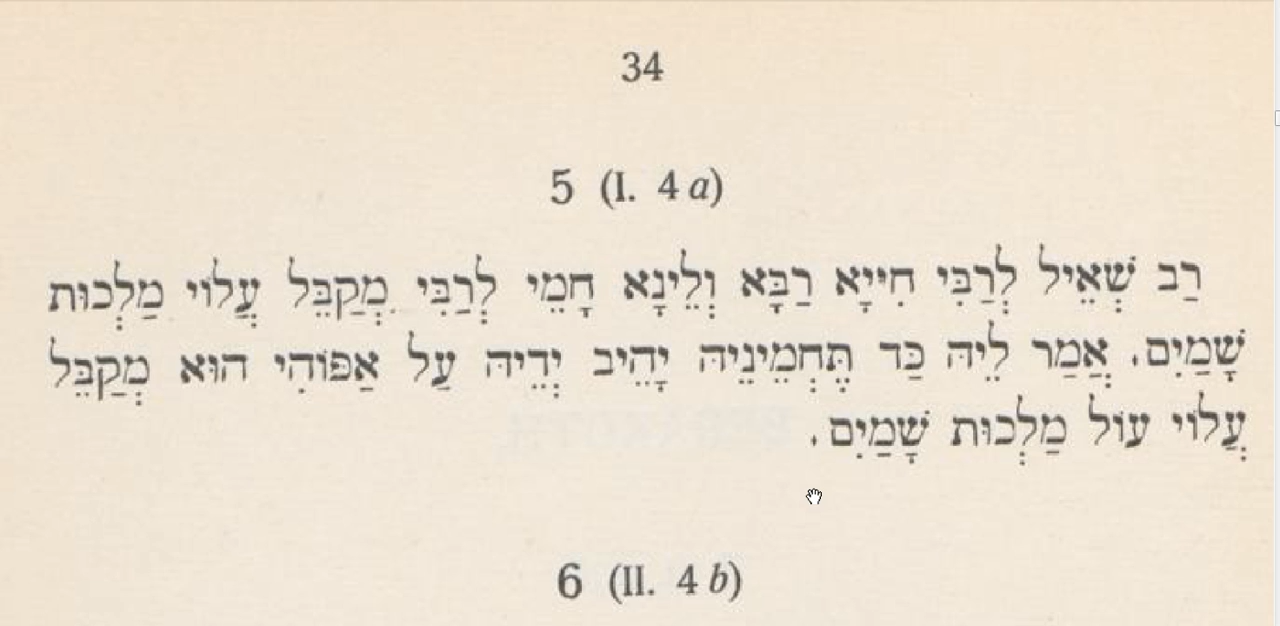 34
5 (I. 4 a)
רַב שְׁאֵיל לְרַבִּי חִייָא רַבָּא וְלֵינָא חָמֵי לְרַבִּי מְקַבֵּל עֲלוֹי מַלְכוּת
שָׁמַיִם. אֲמַר לֵיהּ כַּד תֶּחְמֵינֵיהּ יָהֵיב יְדֵיהּ עַל אַפּוֹהִי הוּא מְקַבֵּל
עֲלוֹי עוֹל מַלְכוּת שָׁמַיִם.
6 (II. 4 b)